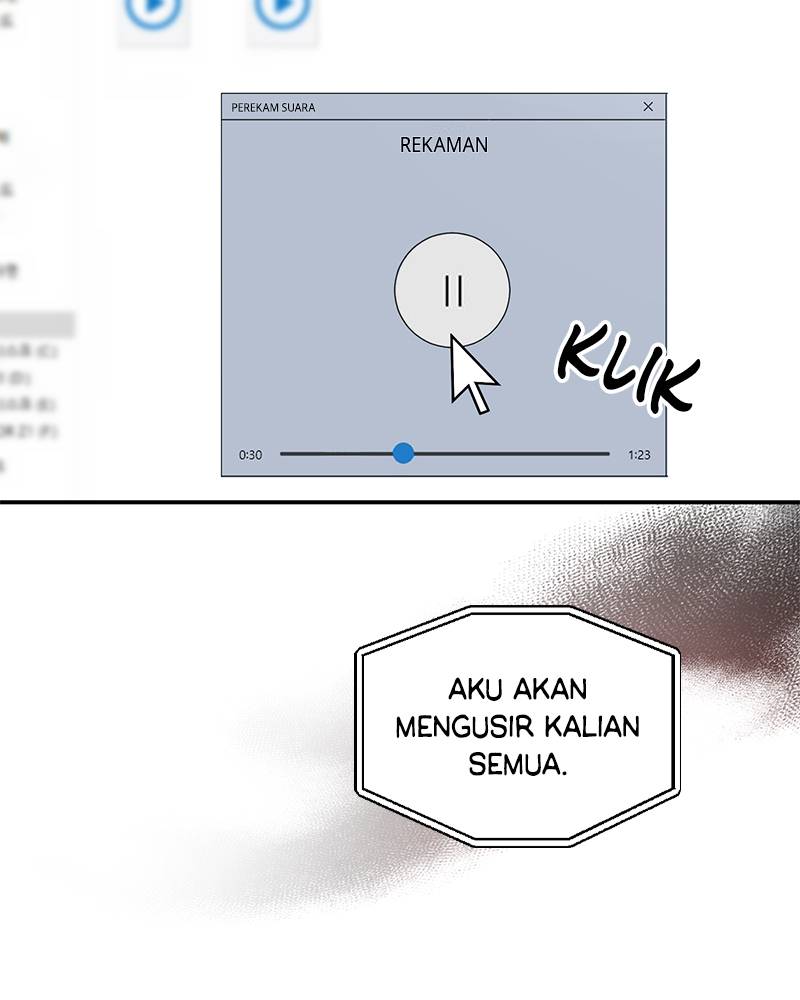 PEREKAM SUARA
REKAMAN
KLIK
0:30
1:23
AKU AKAN
MENGUSIR KALIAN
SEMUA.